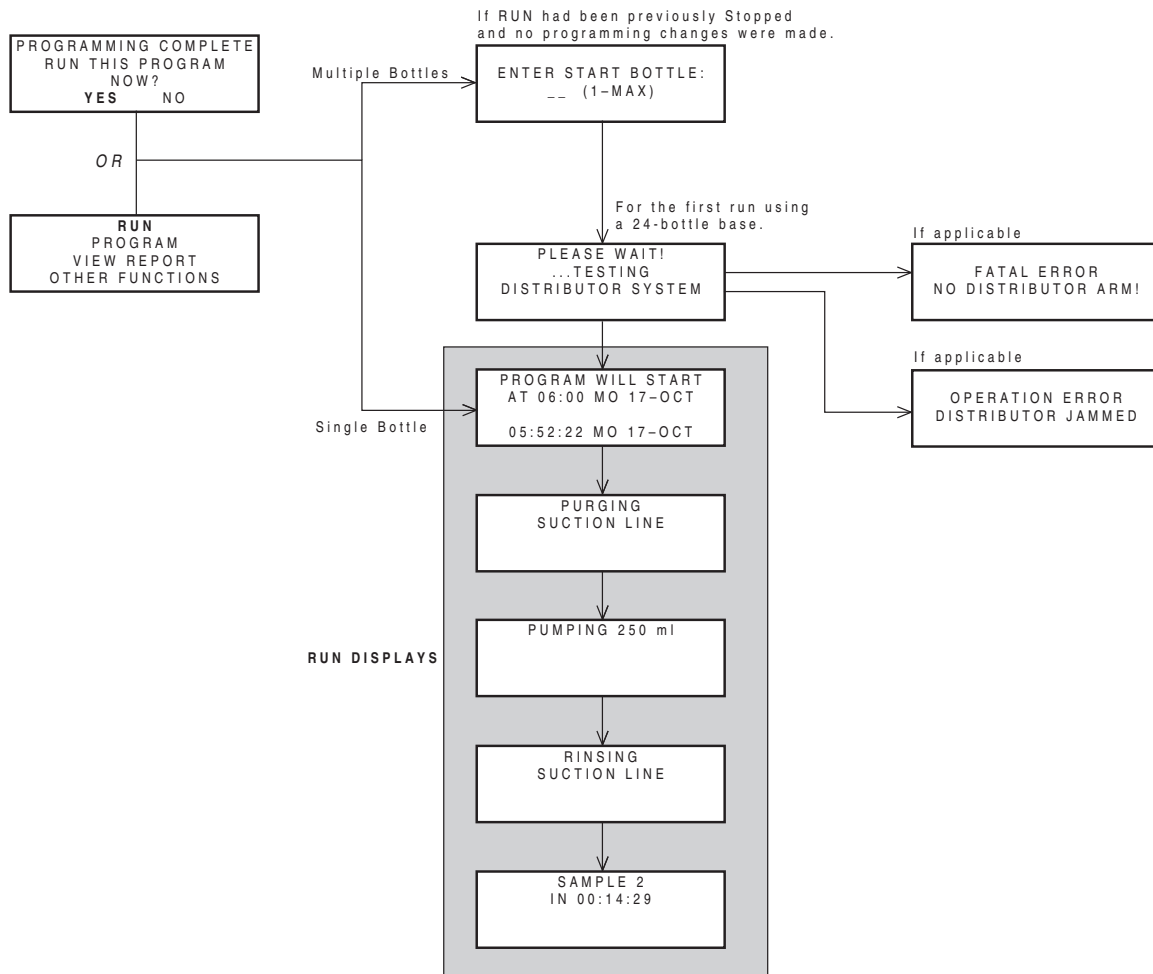 If RUN had been previously Stopped
and no programming changes were made.
PROGRAMMING COMPLETE
RUN THIS PROGRAM
NOW?
YES NO
Multiple Bottles
ENTER START BOTTLE:
__ (1–MAX)
OR
RUN
PROGRAM
VIEW REPORT
OTHER FUNCTIONS
For the first run using
a 24-bottle base.
PLEASE WAIT!
...TESTING
DISTRIBUTOR SYSTEM
If applicable
FATAL ERROR
NO DISTRIBUTOR ARM!
If applicable
OPERATION ERROR
DISTRIBUTOR JAMMED
Single Bottle
PROGRAM WILL START
AT 06:00 MO 17–OCT
05:52:22 MO 17–OCT
PURGING
SUCTION LINE
RUN DISPLAYS
PUMPING 250 ml
RINSING
SUCTION LINE
SAMPLE 2
IN 00:14:29